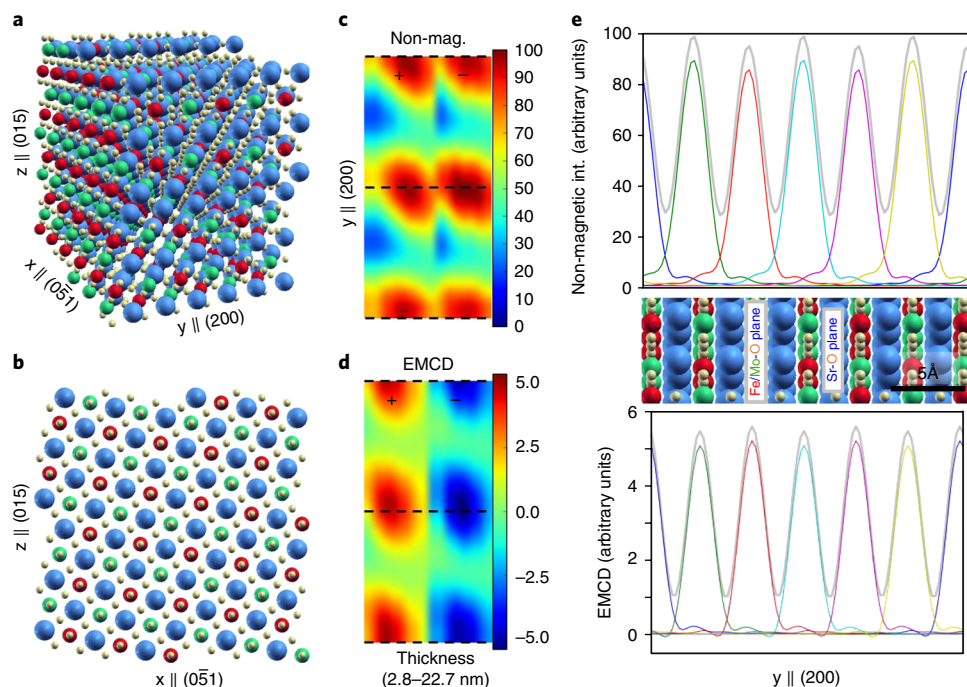 a
z || (015)
x || (05̄1)
y || (200)
b
z || (015)
x || (05̄1)
c
Non-mag.
+ −
y || (200)
100
90
80
70
60
50
40
30
20
10
0
d
EMCD
+ −
5.0
2.5
0.0
−2.5
−5.0
Thickness
(2.8–22.7 nm)
e
Non-magnetic int. (arbitrary units)
100
80
60
40
20
0
Fe/Mo-O plane
Sr-O plane
5Å
EMCD (arbitrary units)
6
4
2
0
y || (200)